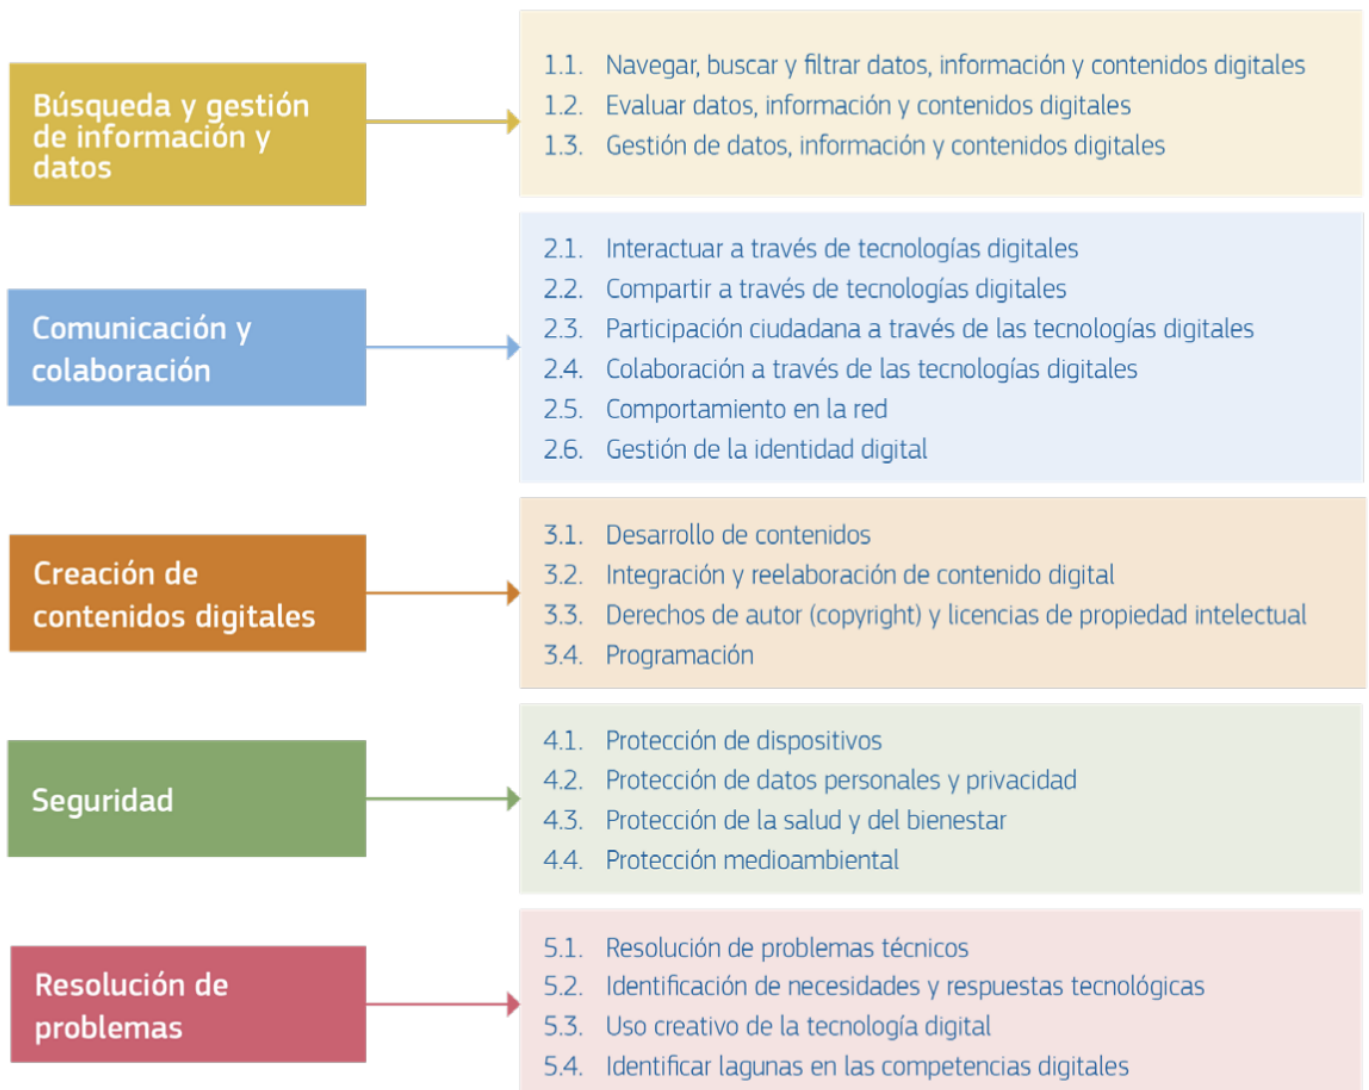 Búsqueda y gestión
de información y
datos
1.1. Navegar, buscar y filtrar datos, información y contenidos digitales
1.2. Evaluar datos, información y contenidos digitales
1.3. Gestión de datos, información y contenidos digitales
Comunicación y
colaboración
2.1. Interactuar a través de tecnologías digitales
2.2. Compartir a través de tecnologías digitales
2.3. Participación ciudadana a través de las tecnologías digitales
2.4. Colaboración a través de las tecnologías digitales
2.5. Comportamiento en la red
2.6. Gestión de la identidad digital
Creación de
contenidos digitales
3.1. Desarrollo de contenidos
3.2. Integración y reelaboración de contenido digital
3.3. Derechos de autor (copyright) y licencias de propiedad intelectual
3.4. Programación
Seguridad
4.1. Protección de dispositivos
4.2. Protección de datos personales y privacidad
4.3. Protección de la salud y del bienestar
4.4. Protección medioambiental
Resolución de
problemas
5.1. Resolución de problemas técnicos
5.2. Identificación de necesidades y respuestas tecnológicas
5.3. Uso creativo de la tecnología digital
5.4. Identificar lagunas en las competencias digitales